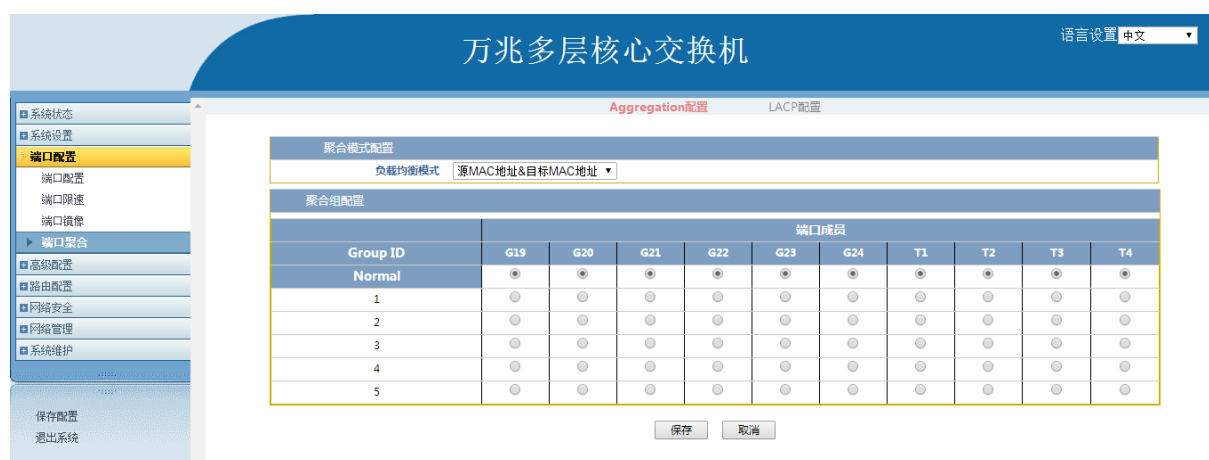 万兆多层核心交换机
语言设置 中文
系统状态
系统设置
端口配置
端口配置
端口限速
端口镜像
端口聚合
高级配置
路由配置
网络安全
网络管理
系统维护
保存配置
退出系统
Aggregation配置 LACP配置
聚合模式配置
负载均衡模式 源MAC地址&目标MAC地址
聚合组配置
端口成员
Group ID G19 G20 G21 G22 G23 G24 T1 T2 T3 T4
Normal
1
2
3
4
5
保存 取消